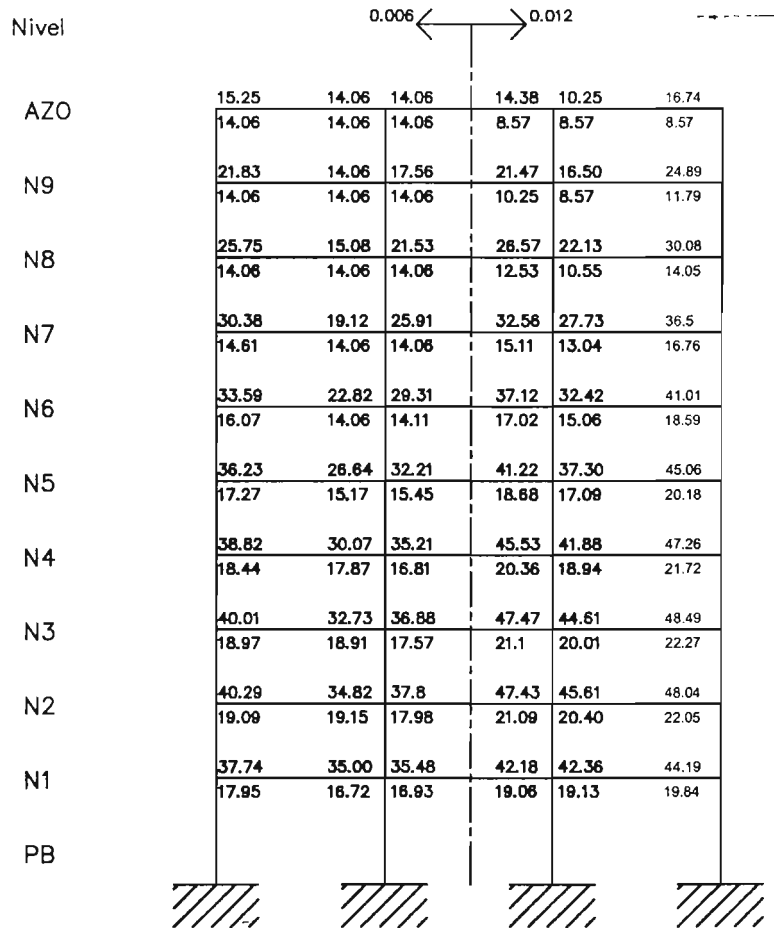 Nivel 0.006 0.012
15.25 14.06 14.06 14.38 10.25 16.74
AZO
14.06 14.06 14.06 8.57 8.57 8.57
21.83 14.06 17.56 21.47 16.50 24.89
N9
14.06 14.06 14.06 10.25 8.57 11.79
25.75 15.08 21.53 26.57 22.13 30.08
N8
14.06 14.06 14.06 12.53 10.55 14.05
30.38 19.12 25.91 32.56 27.73 36.5
N7
14.61 14.06 14.06 15.11 13.04 16.76
33.59 22.82 29.31 37.12 32.42 41.01
N6
16.07 14.06 14.11 17.02 15.06 18.59
36.23 26.64 32.21 41.22 37.30 45.06
N5
17.27 15.17 15.45 18.68 17.09 20.18
38.82 30.07 35.21 45.53 41.88 47.26
N4
18.44 17.87 16.81 20.36 18.94 21.72
40.01 32.73 36.88 47.47 44.61 48.49
N3
18.97 18.91 17.57 21.1 20.01 22.27
40.29 34.82 37.8 47.43 45.61 48.04
N2
19.09 19.15 17.98 21.09 20.40 22.05
37.74 35.00 35.48 42.18 42.36 44.19
N1
17.95 16.72 16.93 19.06 19.13 19.84
PB